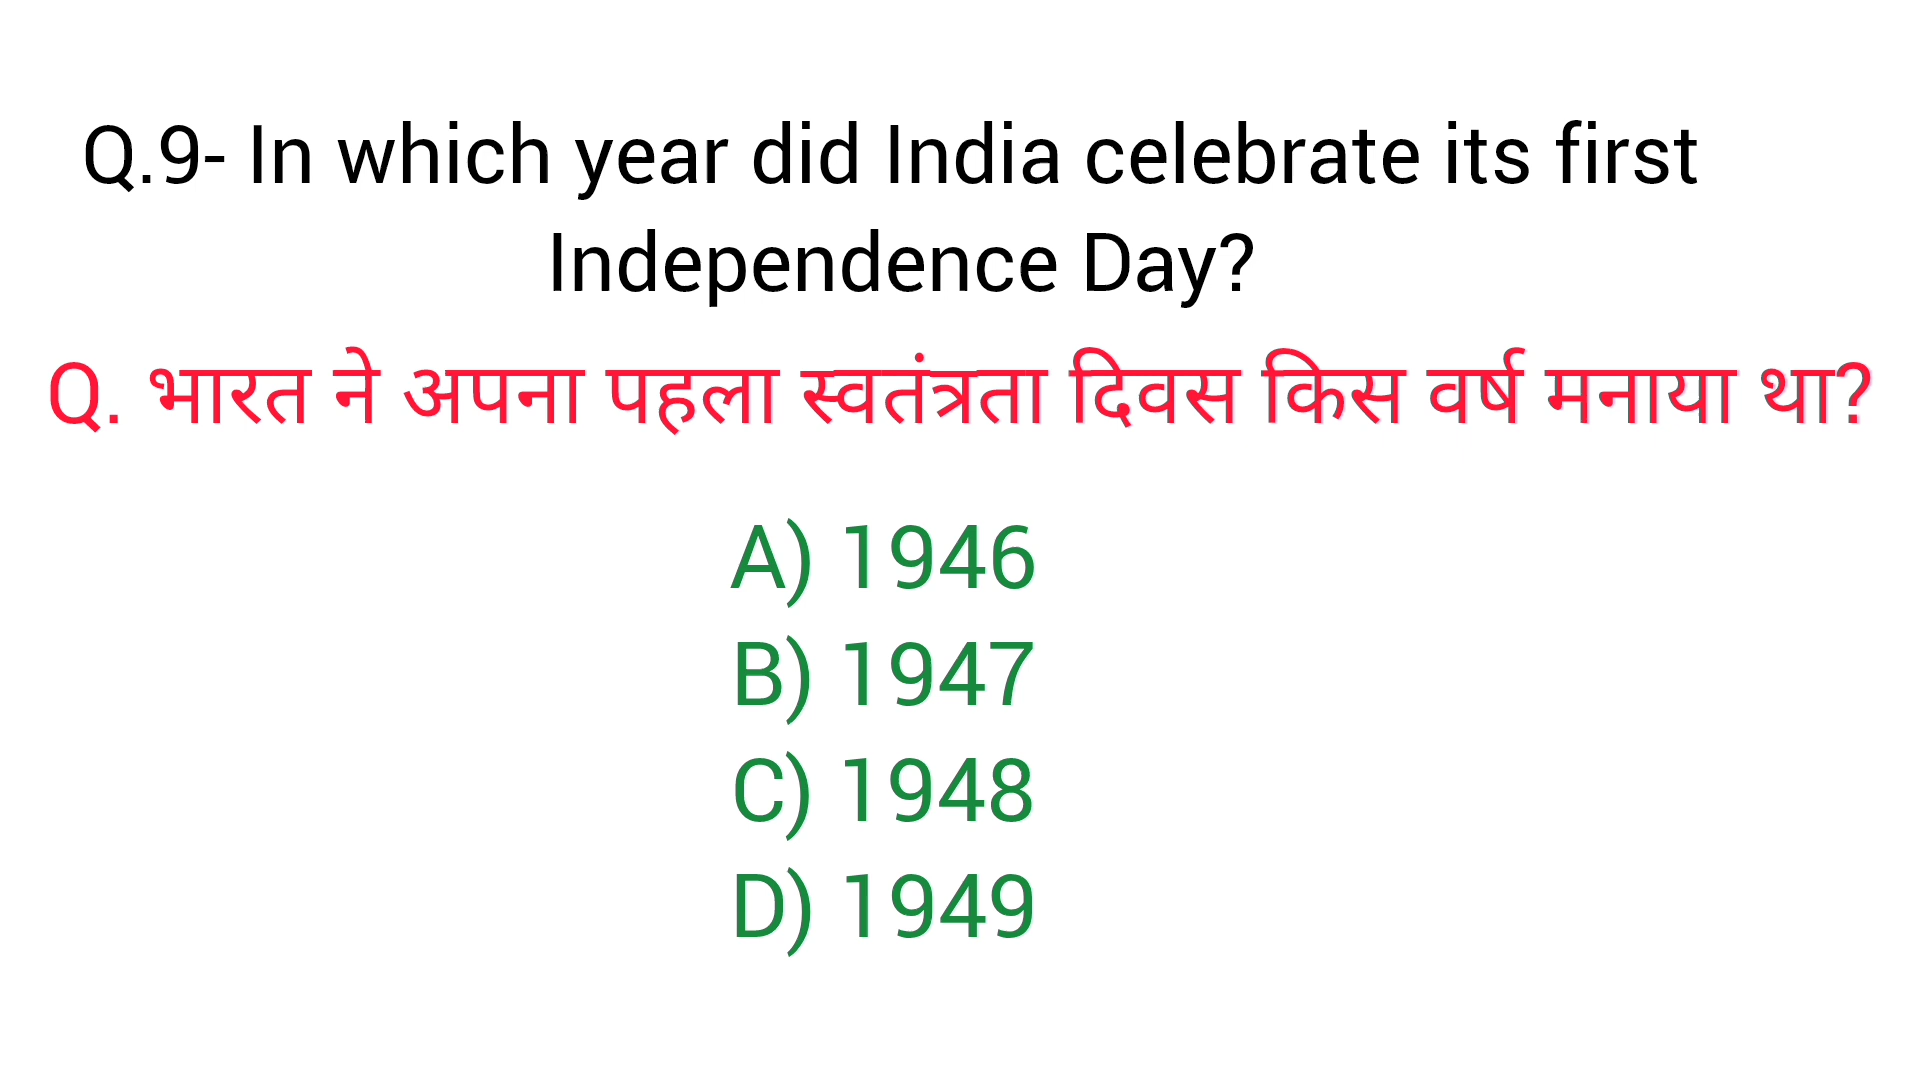 Q.9- In which year did India celebrate its first
Independence Day?
Q. भारत ने अपना पहला स्वतंत्रता दिवस किस वर्ष मनाया था?
A) 1946
B) 1947
C) 1948
D) 1949